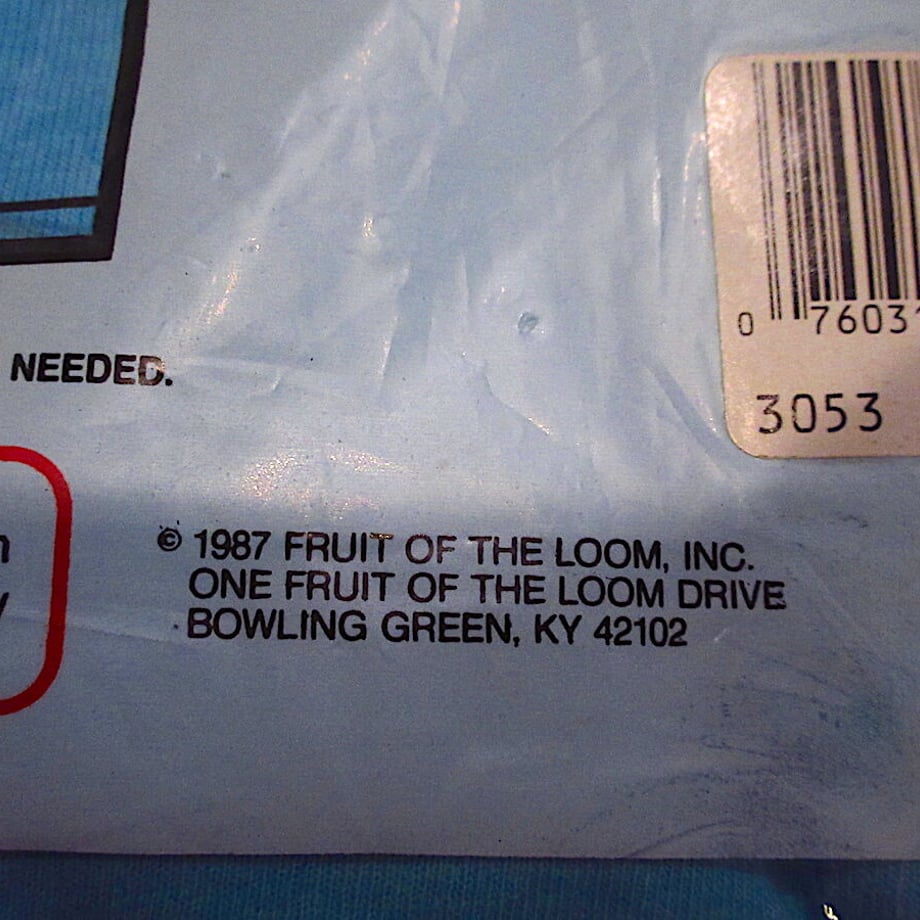 0 7603
3053
NEEDED.
© 1987 FRUIT OF THE LOOM, INC.
ONE FRUIT OF THE LOOM DRIVE
BOWLING GREEN, KY 42102